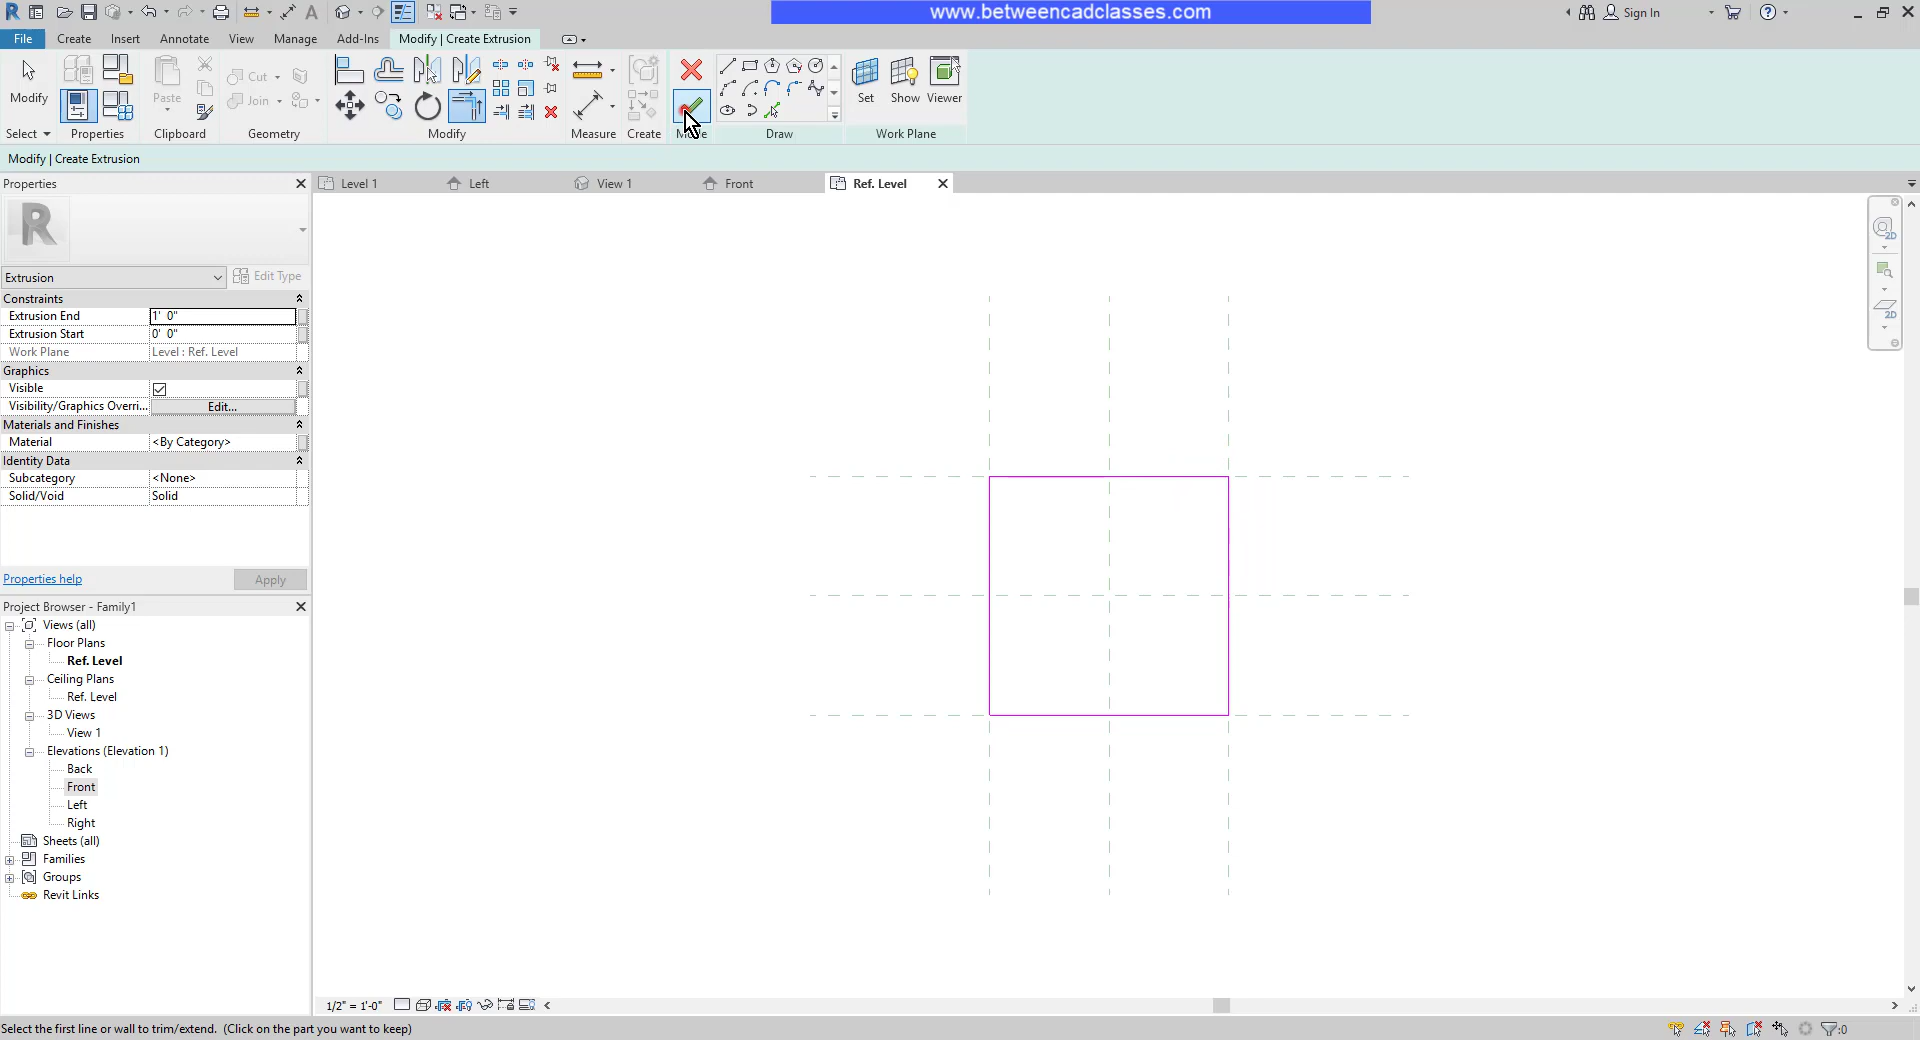 www.betweencadclasses.com
Sign In
File
Create
Insert
Annotate
View
Manage
Add-Ins
Modify | Create Extrusion
Modify
Paste
Cut
Join
Set
Show
Viewer
Select
Properties
Clipboard
Geometry
Modify
Measure
Create
Draw
Work Plane
Modify | Create Extrusion
Properties
Level 1
Left
View 1
Front
Ref. Level
R
Extrusion
Edit Type
Constraints
Extrusion End 1' 0"
Extrusion Start 0' 0"
Work Plane Level : Ref. Level
Graphics
Visible
Visibility/Graphics Overri... Edit...
Materials and Finishes
Material <By Category>
Identity Data
Subcategory <None>
Solid/Void Solid
Properties help
Apply
Project Browser - Family1
Views (all)
Floor Plans
Ref. Level
Ceiling Plans
Ref. Level
3D Views
View 1
Elevations (Elevation 1)
Back
Front
Left
Right
Sheets (all)
Families
Groups
Revit Links
2D
2D
1/2" = 1'-0"
Select the first line or wall to trim/extend. (Click on the part you want to keep)
:0